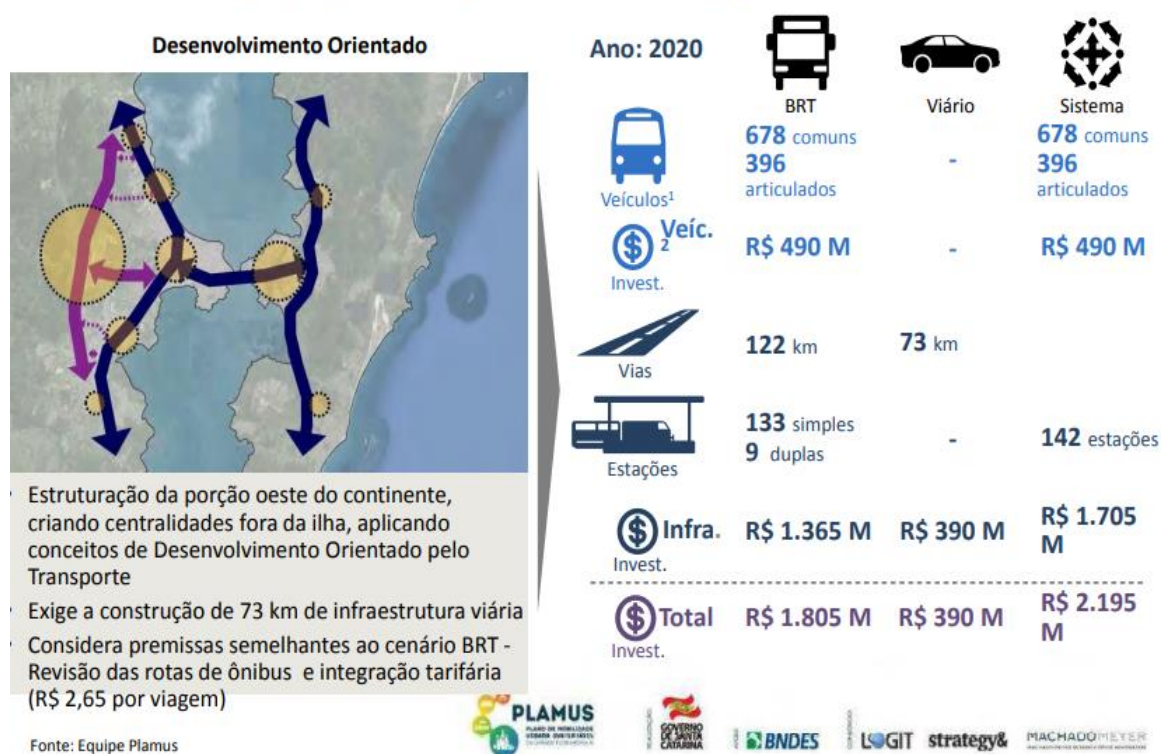 Desenvolvimento Orientado
Estruturação da porção oeste do continente,
criando centralidades fora da ilha, aplicando
conceitos de Desenvolvimento Orientado pelo
Transporte
Exige a construção de 73 km de infraestrutura viária
Considera premissas semelhantes ao cenário BRT -
Revisão das rotas de ônibus e integração tarifária
(R$ 2,65 por viagem)
Fonte: Equipe Plamus
Ano: 2020
BRT
Viário
Sistema
Veículos¹
678 comuns
396
articulados
-
678 comuns
396
articulados
Veíc.
2
Invest.
R$ 490 M
-
R$ 490 M
Vias
122 km
73 km
Estações
133 simples
9 duplas
-
142 estações
Infra.
Invest.
R$ 1.365 M
R$ 390 M
R$ 1.705
M
Total
Invest.
R$ 1.805 M
R$ 390 M
R$ 2.195
M
PLAMUS
GOVERNO
DE SANTA
CATARINA
BNDES
LOGIT
strategy&
MACHADO MEYER